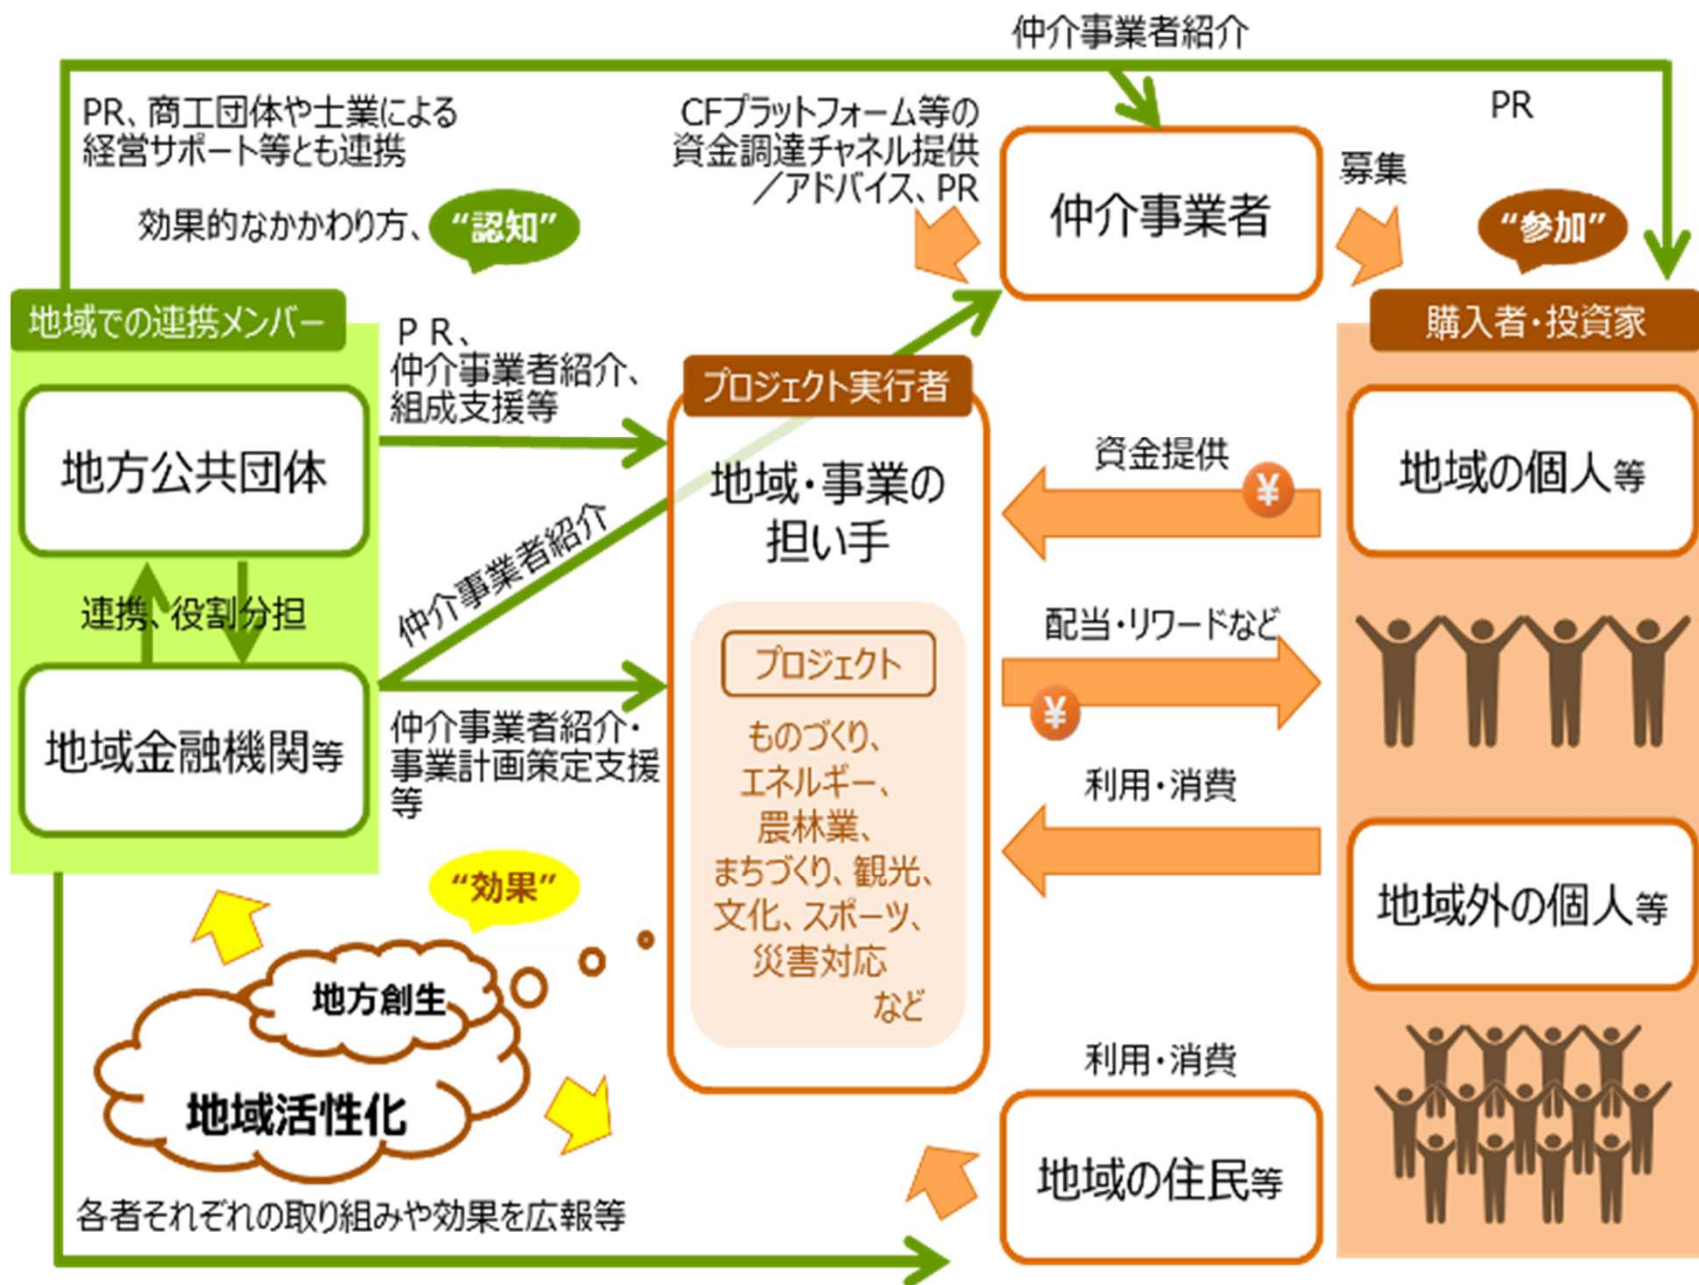 仲介事業者紹介
PR、商工団体や士業による
経営サポート等とも連携
効果的なかかわり方、
“認知”
CFプラットフォーム等の
資金調達チャネル提供
／アドバイス、PR
仲介事業者
募集
PR
“参加”
地域での連携メンバー
地方公共団体
連携、役割分担
地域金融機関等
ＰＲ、
仲介事業者紹介、
組成支援等
仲介事業者紹介
仲介事業者紹介・
事業計画策定支援
等
プロジェクト実行者
地域・事業の
担い手
プロジェクト
ものづくり、
エネルギー、
農林業、
まちづくり、観光、
文化、スポーツ、
災害対応
など
資金提供
¥
配当・リワードなど
¥
利用・消費
購入者・投資家
地域の個人等
地域外の個人等
“効果”
地方創生
地域活性化
利用・消費
地域の住民等
各者それぞれの取り組みや効果を広報等